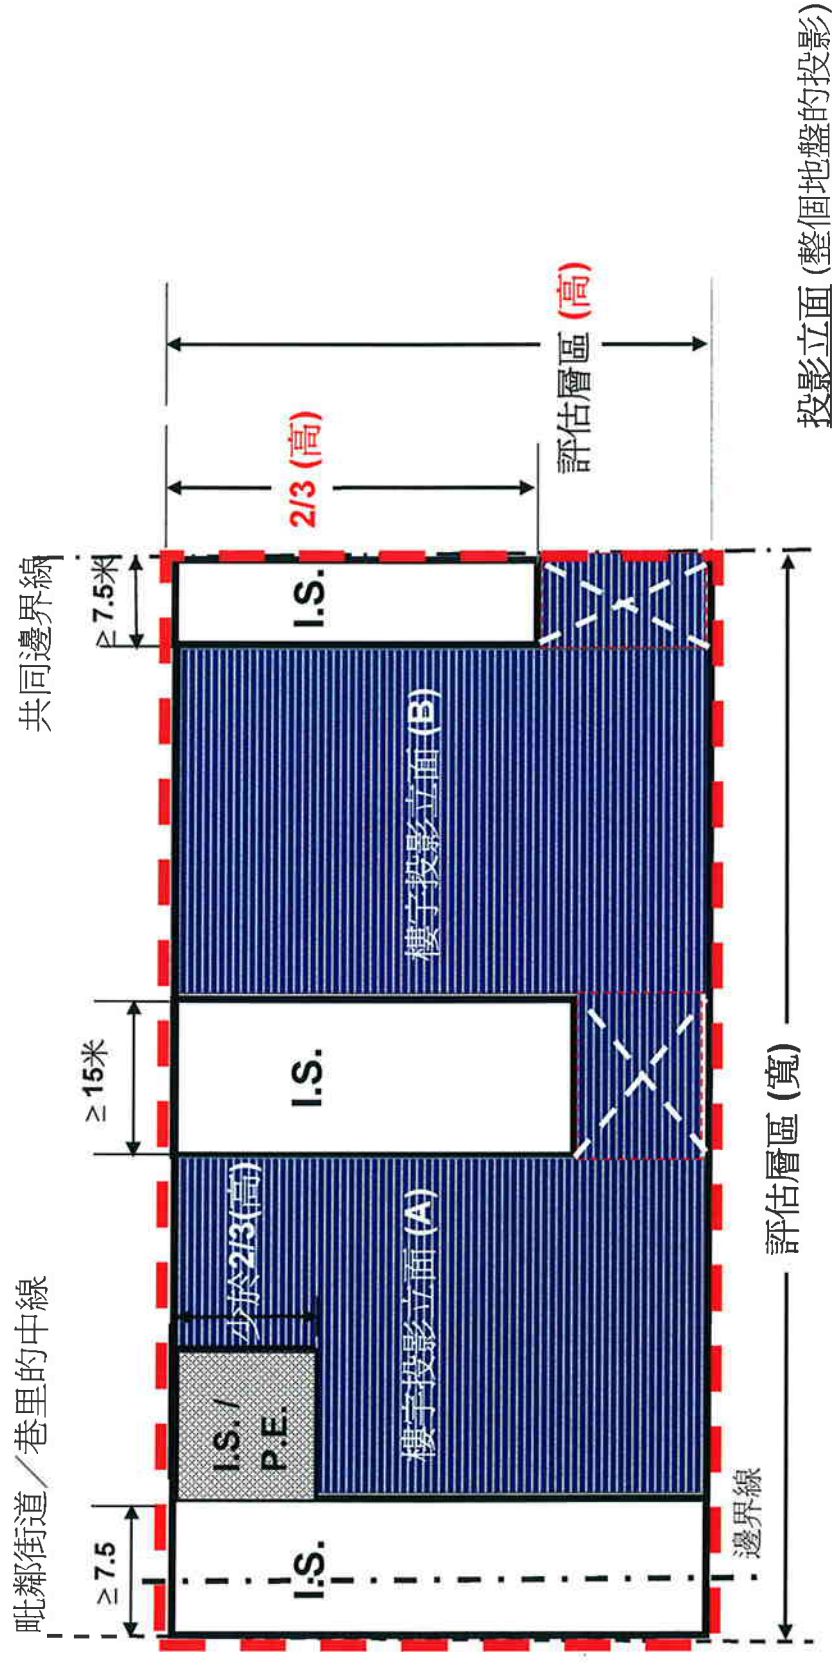 毗鄰街道／巷里的中線
共同邊界線
≥ 7.5
≥ 15米
≥ 7.5米
I.S. /
P.E.
少於2/3(高)
I.S.
I.S.
I.S.
2/3 (高)
樓宇投影立面 (A)
樓宇投影立面 (B)
評估層區 (高)
邊界線
評估層區 (寬)
投影立面 (整個地盤的投影)